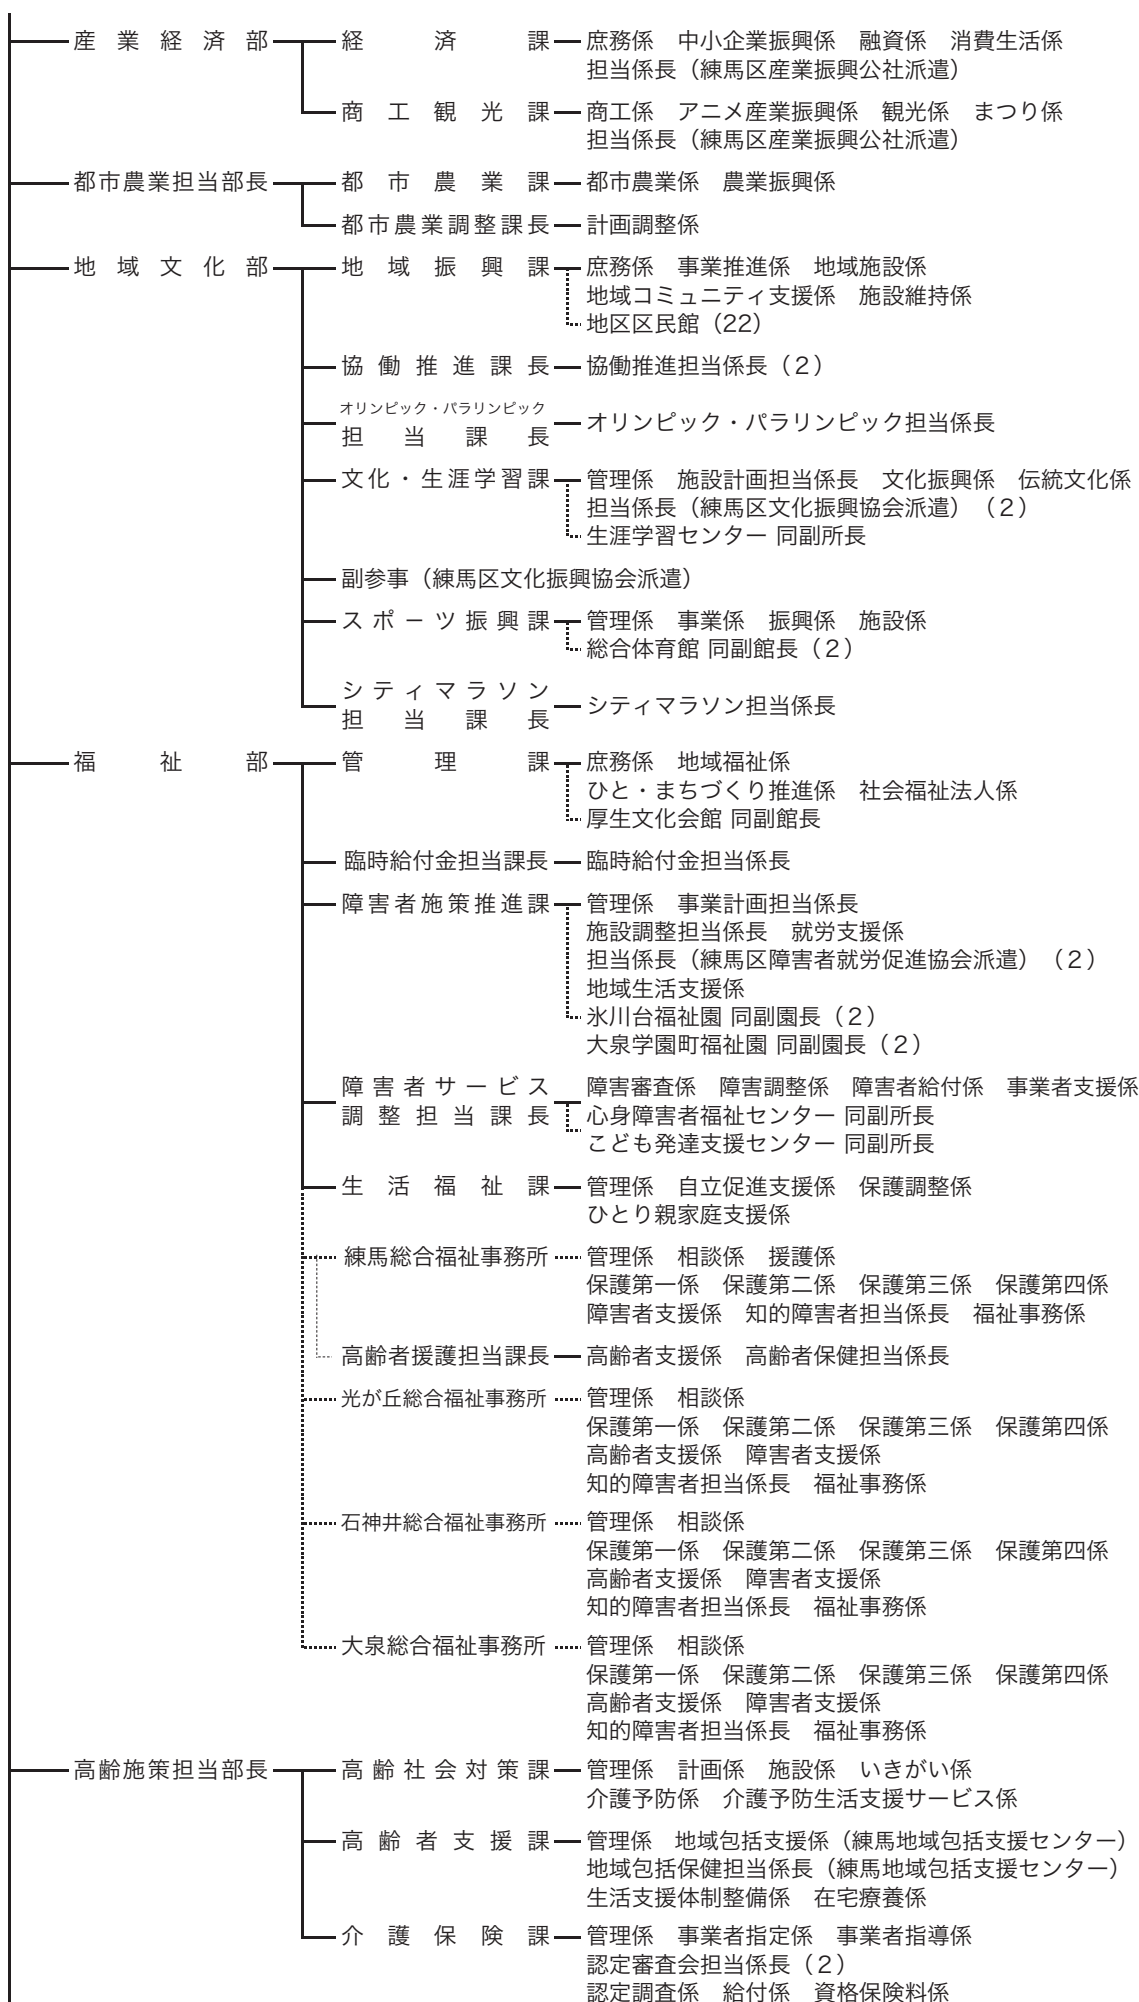 産業経済部 経済課 庶務係 中小企業振興係 融資係 消費生活係
担当係長（練馬区産業振興公社派遣）
商工観光課 商工係 アニメ産業振興係 観光係 まつり係
担当係長（練馬区産業振興公社派遣）
都市農業担当部長 都市農業課 都市農業係 農業振興係
都市農業調整課長 計画調整係
地域文化部 地域振興課 庶務係 事業推進係 地域施設係
地域コミュニティ支援係 施設維持係
地区区民館（22）
協働推進課長 協働推進担当係長（２）
オリンピック・パラリンピック
担当課長 オリンピック・パラリンピック担当係長
文化・生涯学習課 管理係 施設計画担当係長 文化振興係 伝統文化係
担当係長（練馬区文化振興協会派遣）（２）
生涯学習センター 同副所長
副参事（練馬区文化振興協会派遣）
スポーツ振興課 管理係 事業係 振興係 施設係
総合体育館 同副館長（２）
シティマラソン
担当課長 シティマラソン担当係長
福祉部 管理課 庶務係 地域福祉係
ひと・まちづくり推進係 社会福祉法人係
厚生文化会館 同副館長
臨時給付金担当課長 臨時給付金担当係長
障害者施策推進課 管理係 事業計画担当係長
施設調整担当係長 就労支援係
担当係長（練馬区障害者就労促進協会派遣）（２）
地域生活支援係
氷川台福祉園 同副園長（２）
大泉学園町福祉園 同副園長（２）
障害者サービス 障害審査係 障害調整係 障害者給付係 事業者支援係
調整担当課長 心身障害者福祉センター 同副所長
こども発達支援センター 同副所長
生活福祉課 管理係 自立促進支援係 保護調整係
ひとり親家庭支援係
練馬総合福祉事務所 管理係 相談係 援護係
保護第一係 保護第二係 保護第三係 保護第四係
障害者支援係 知的障害者担当係長 福祉事務係
高齢者援護担当課長 高齢者支援係 高齢者保健担当係長
光が丘総合福祉事務所 管理係 相談係
保護第一係 保護第二係 保護第三係 保護第四係
高齢者支援係 障害者支援係
知的障害者担当係長 福祉事務係
石神井総合福祉事務所 管理係 相談係
保護第一係 保護第二係 保護第三係 保護第四係
高齢者支援係 障害者支援係
知的障害者担当係長 福祉事務係
大泉総合福祉事務所 管理係 相談係
保護第一係 保護第二係 保護第三係 保護第四係
高齢者支援係 障害者支援係
知的障害者担当係長 福祉事務係
高齢施策担当部長 高齢社会対策課 管理係 計画係 施設係 いきがい係
介護予防係 介護予防生活支援サービス係
高齢者支援課 管理係 地域包括支援係（練馬地域包括支援センター）
地域包括保健担当係長（練馬地域包括支援センター）
生活支援体制整備係 在宅療養係
介護保険課 管理係 事業者指定係 事業者指導係
認定審査会担当係長（２）
認定調査係 給付係 資格保険料係